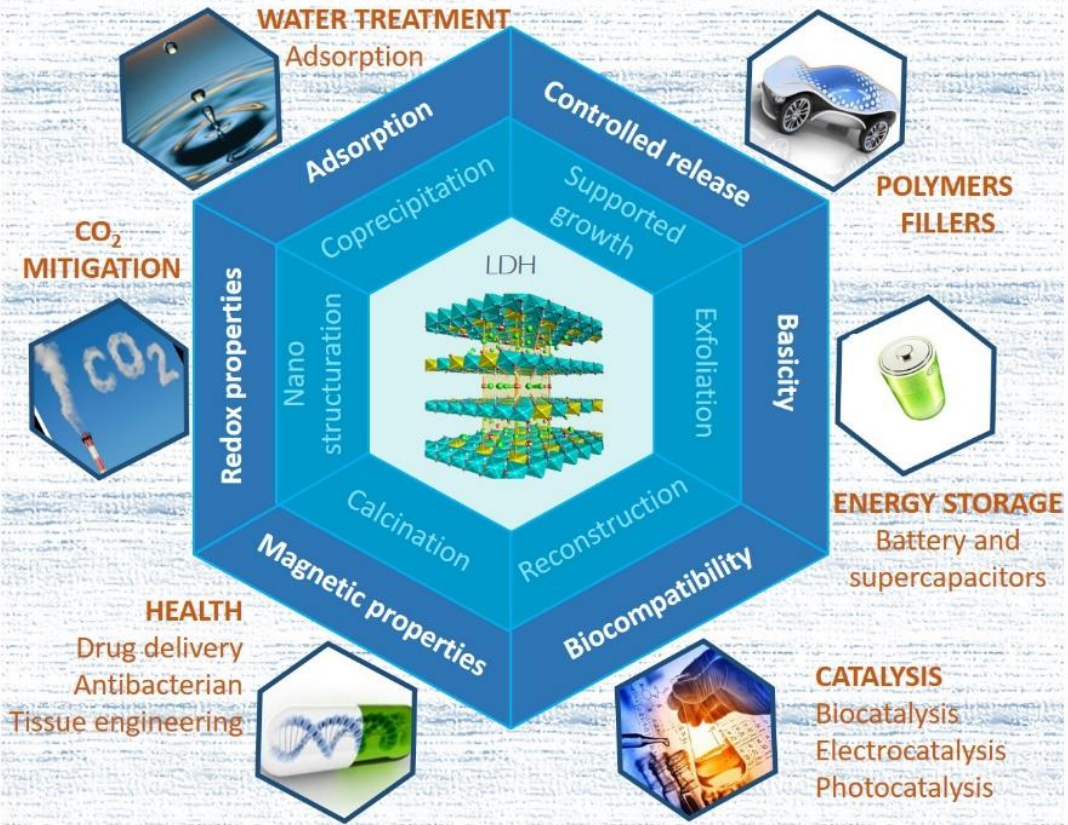 WATER TREATMENT
Adsorption
Adsorption
Controlled release
Coprecipitation
Supported
growth
POLYMERS
FILLERS
CO₂
MITIGATION
CO2
Redox properties
Nano
structuration
LDH
Exfoliation
Basicity
ENERGY STORAGE
Battery and
supercapacitors
Calcination
Reconstruction
Magnetic properties
Biocompatibility
HEALTH
Drug delivery
Antibacterian
Tissue engineering
CATALYSIS
Biocatalysis
Electrocatalysis
Photocatalysis